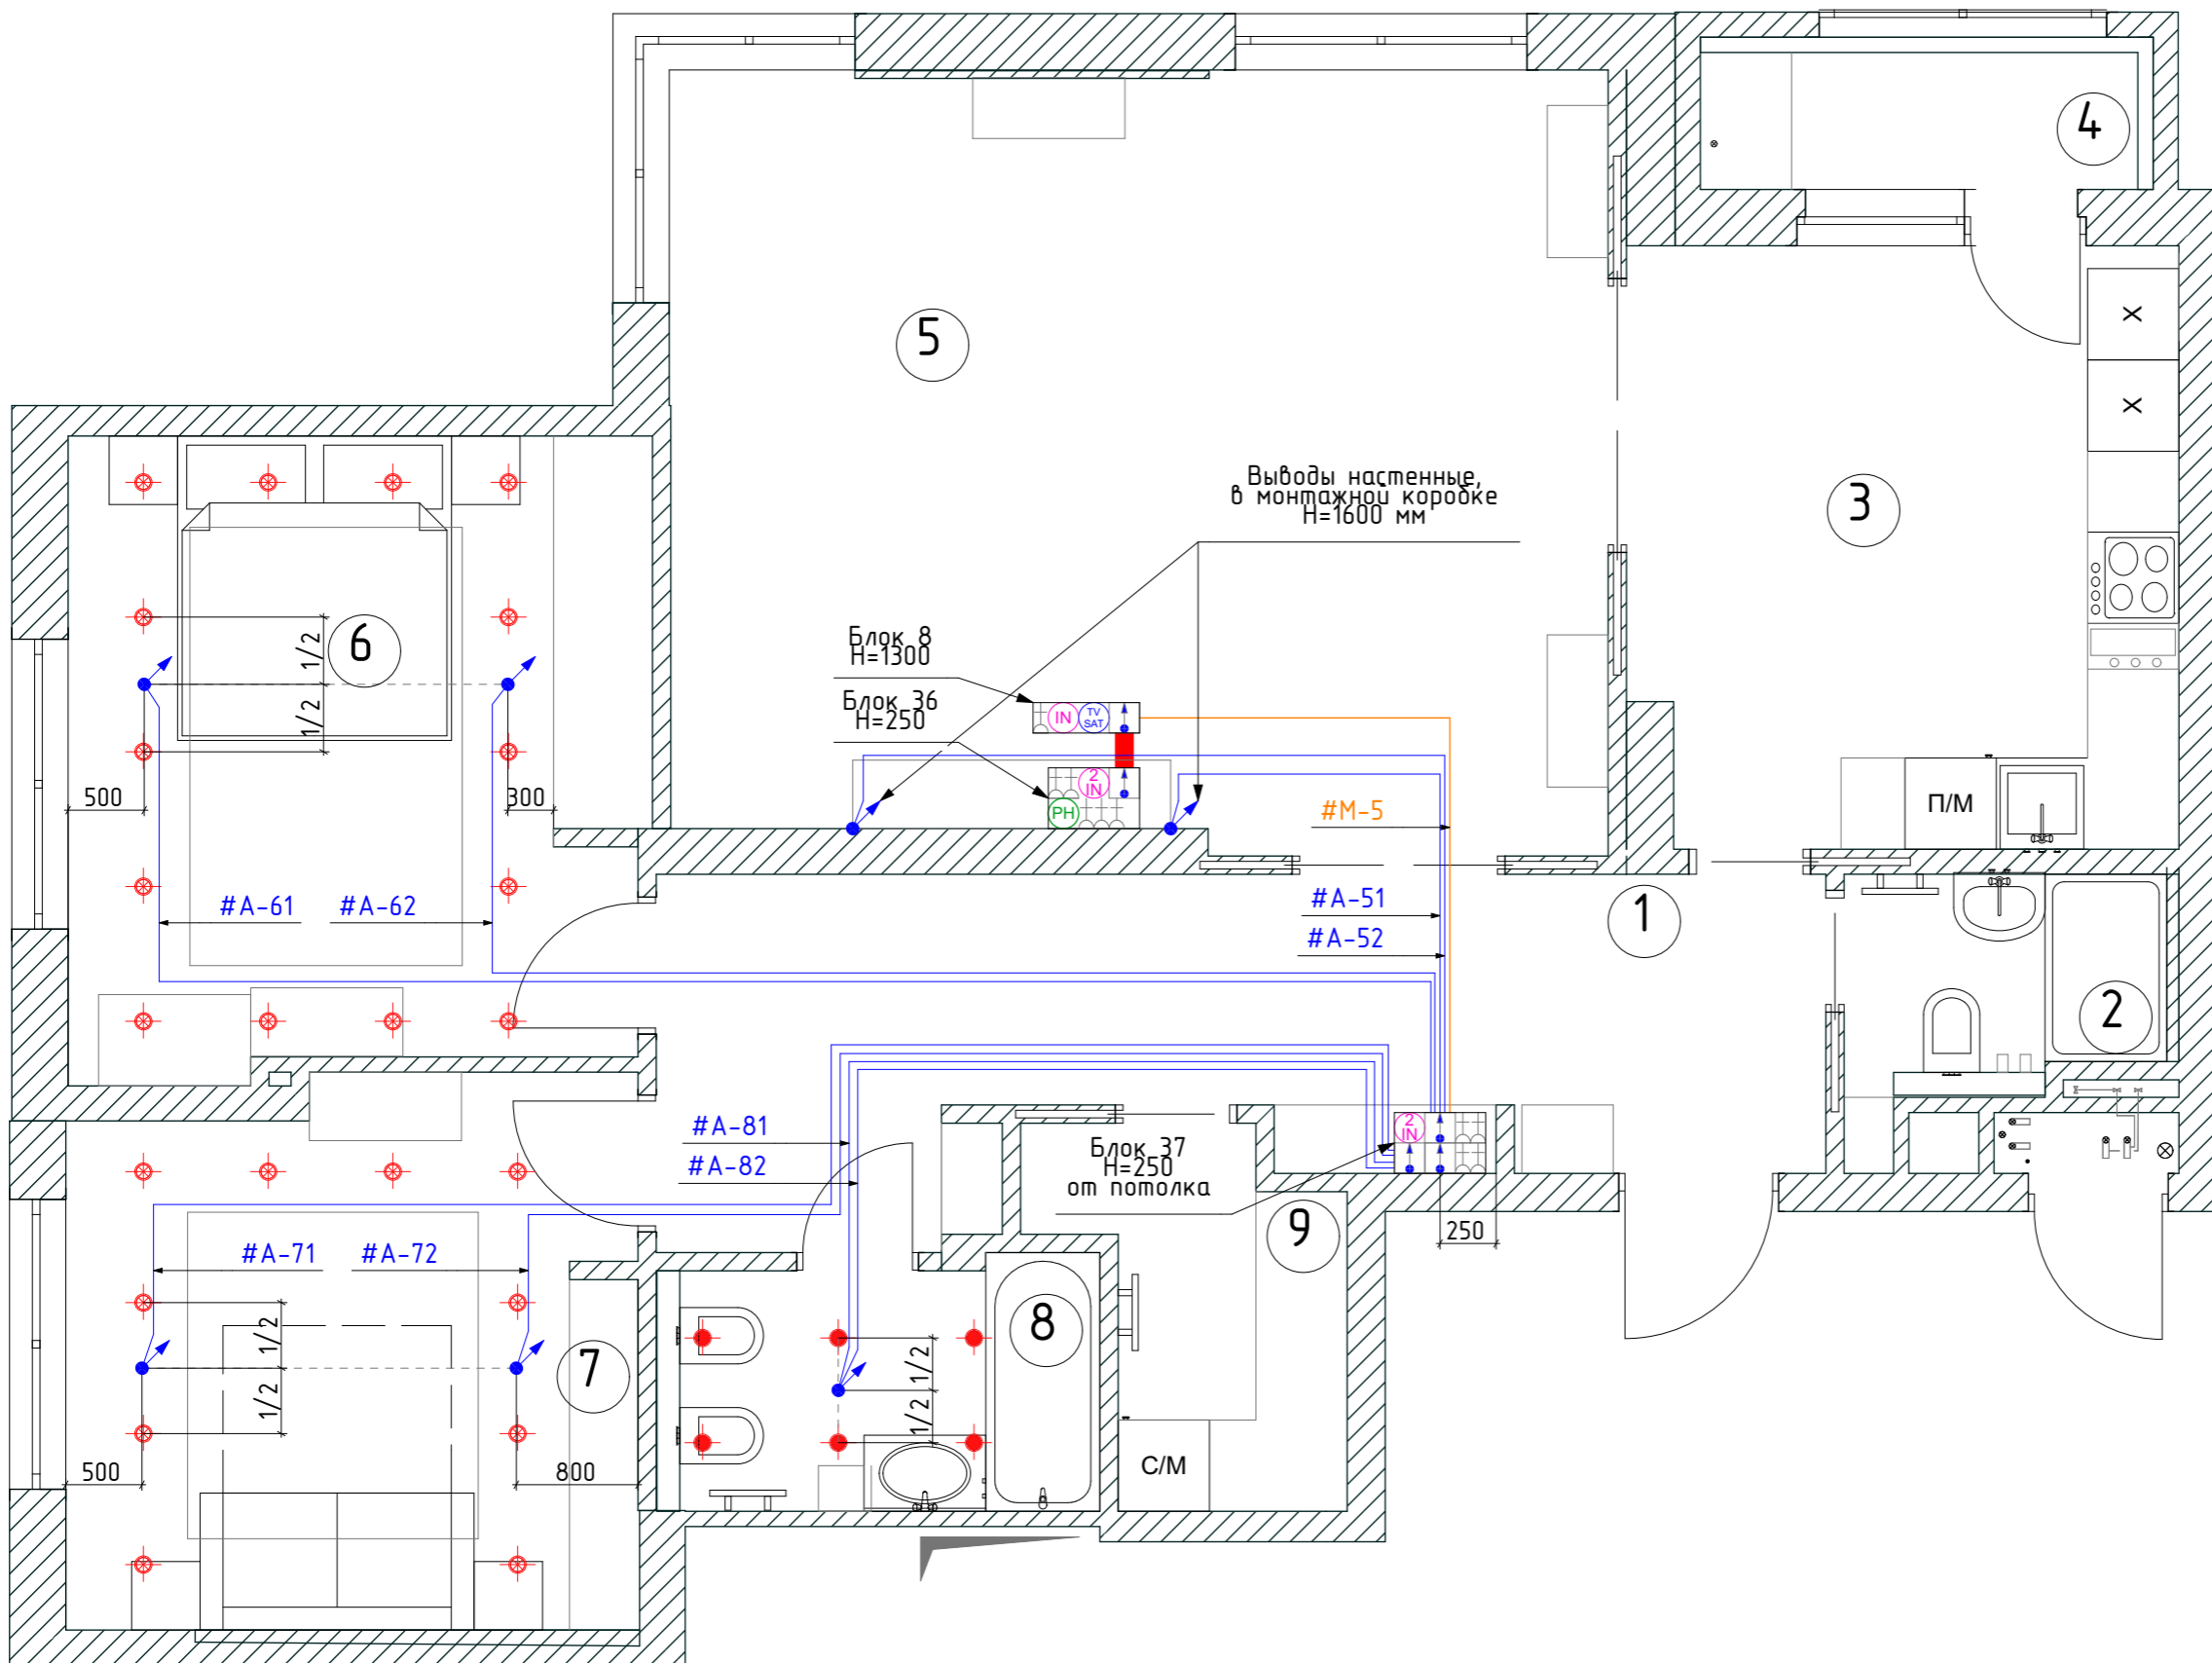 4
5
X
X
Выводы настенные,
в монтажной коробке
Н=1600 мм
3
6
1/2
1/2
Блок 8
Н=1300
Блок 36
Н=250
IN
TV
SAT
2
IN
PH
500
300
#М-5
П/М
#А-61
#А-62
#А-51
#А-52
1
2
#А-81
#А-82
Блок 37
Н=250
от потолка
2
IN
9
250
#А-71
#А-72
1/2
1/2
7
8
1/2
1/2
500
800
С/М